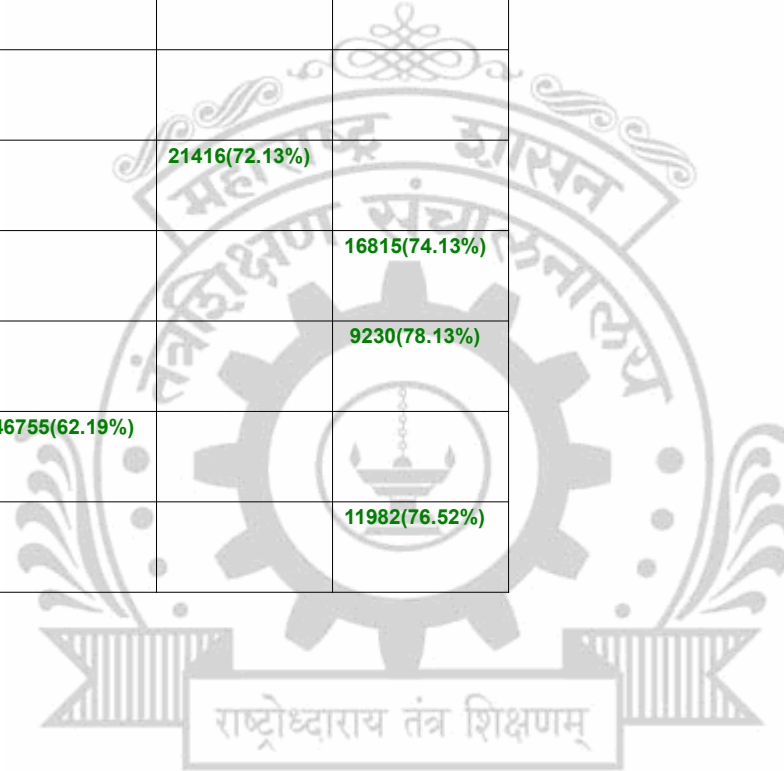 महाराष्ट्र शासन
21416(72.13%)
तंत्रशिक्षण संचालनालय
16815(74.13%)
9230(78.13%)
46755(62.19%)
11982(76.52%)
राष्ट्रोध्दाराय तंत्र शिक्षणम्